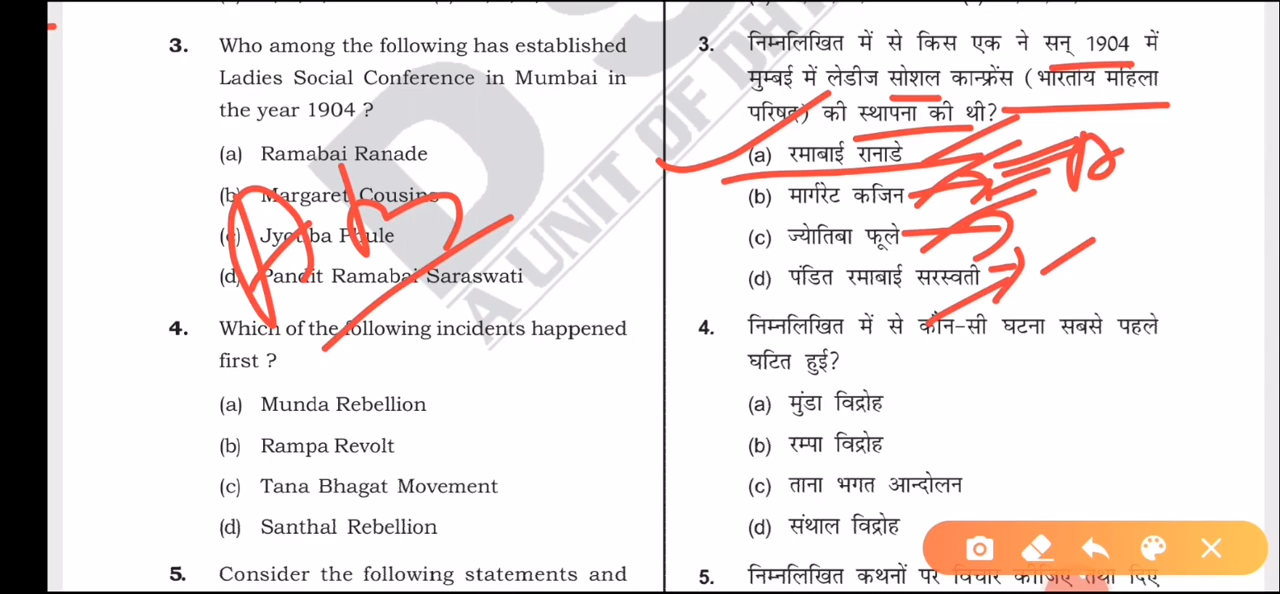 3. Who among the following has established
Ladies Social Conference in Mumbai in
the year 1904 ?
(a) Ramabai Ranade
(b) Margaret Cousins
(c) Jyotiba Phule
(d) Pandit Ramabai Saraswati
4. Which of the following incidents happened
first ?
(a) Munda Rebellion
(b) Rampa Revolt
(c) Tana Bhagat Movement
(d) Santhal Rebellion
5. Consider the following statements and
3. निम्नलिखित में से किस एक ने सन् 1904 में
मुम्बई में लेडीज सोशल कान्फ्रेंस (भारतीय महिला
परिषद) की स्थापना की थी?
(a) रमाबाई रानाडे
(b) मार्गरेट कजिन
(c) ज्योतिबा फूले
(d) पंडित रमाबाई सरस्वती
4. निम्नलिखित में से कौन-सी घटना सबसे पहले
घटित हुई?
(a) मुंडा विद्रोह
(b) रम्पा विद्रोह
(c) ताना भगत आन्दोलन
(d) संथाल विद्रोह
5. निम्नलिखित कथनों पर विचार कीजिए तथा दिए
A UNIT OF